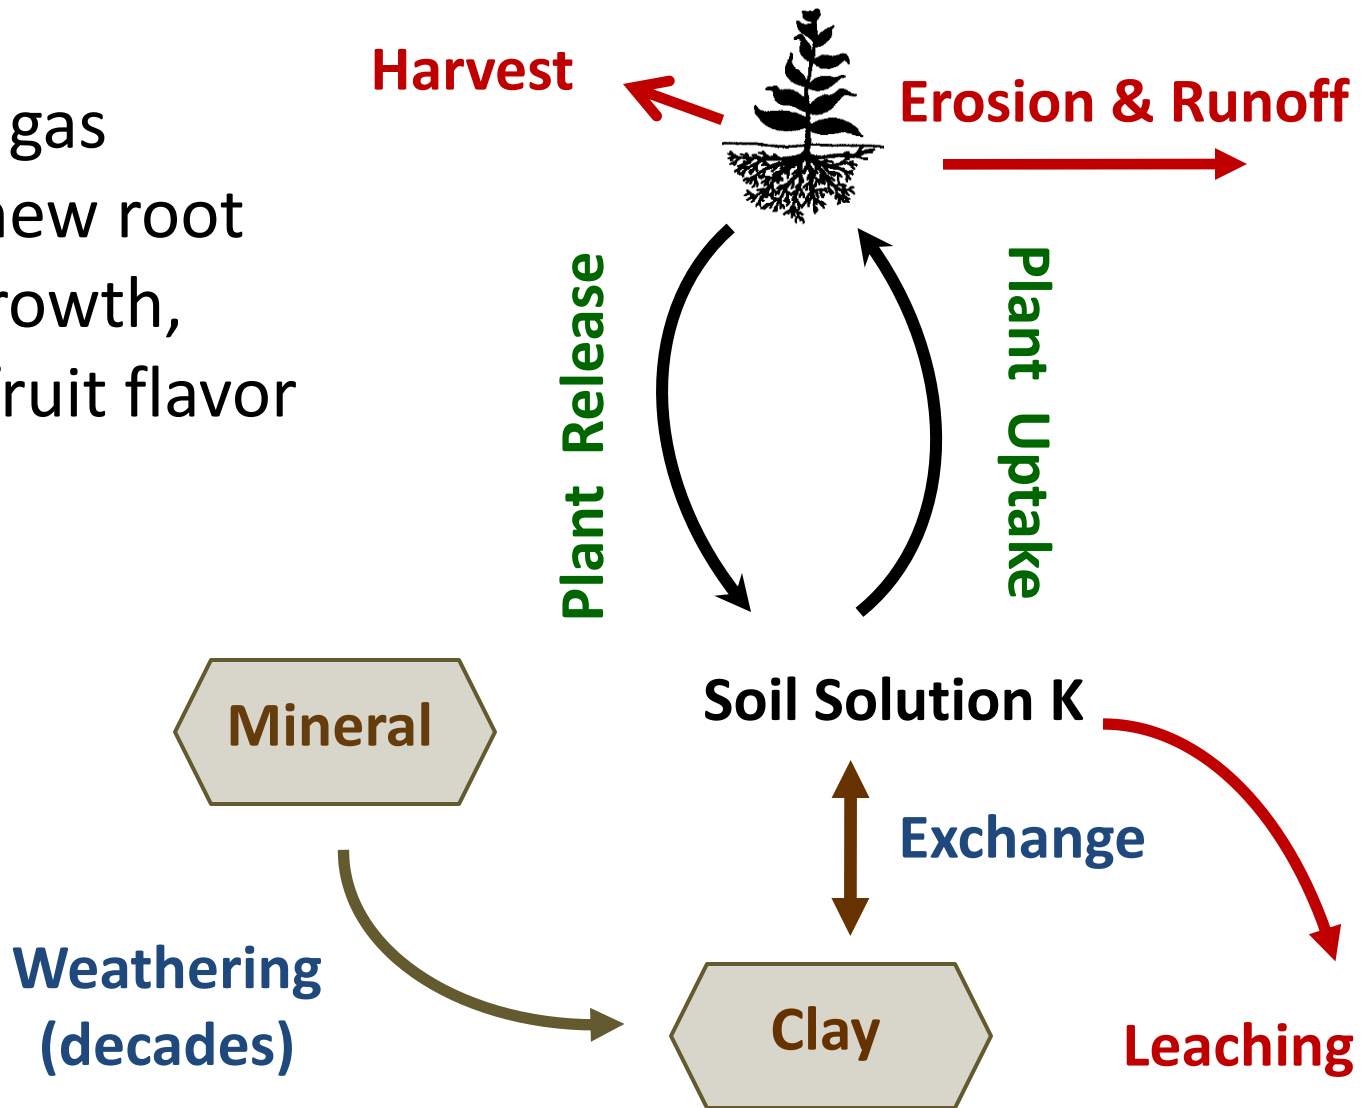 Harvest
Erosion & Runoff
gas
new root
rowth,
fruit flavor
Plant Release
Plant Uptake
Mineral
Soil Solution K
Exchange
Weathering
(decades)
Clay
Leaching